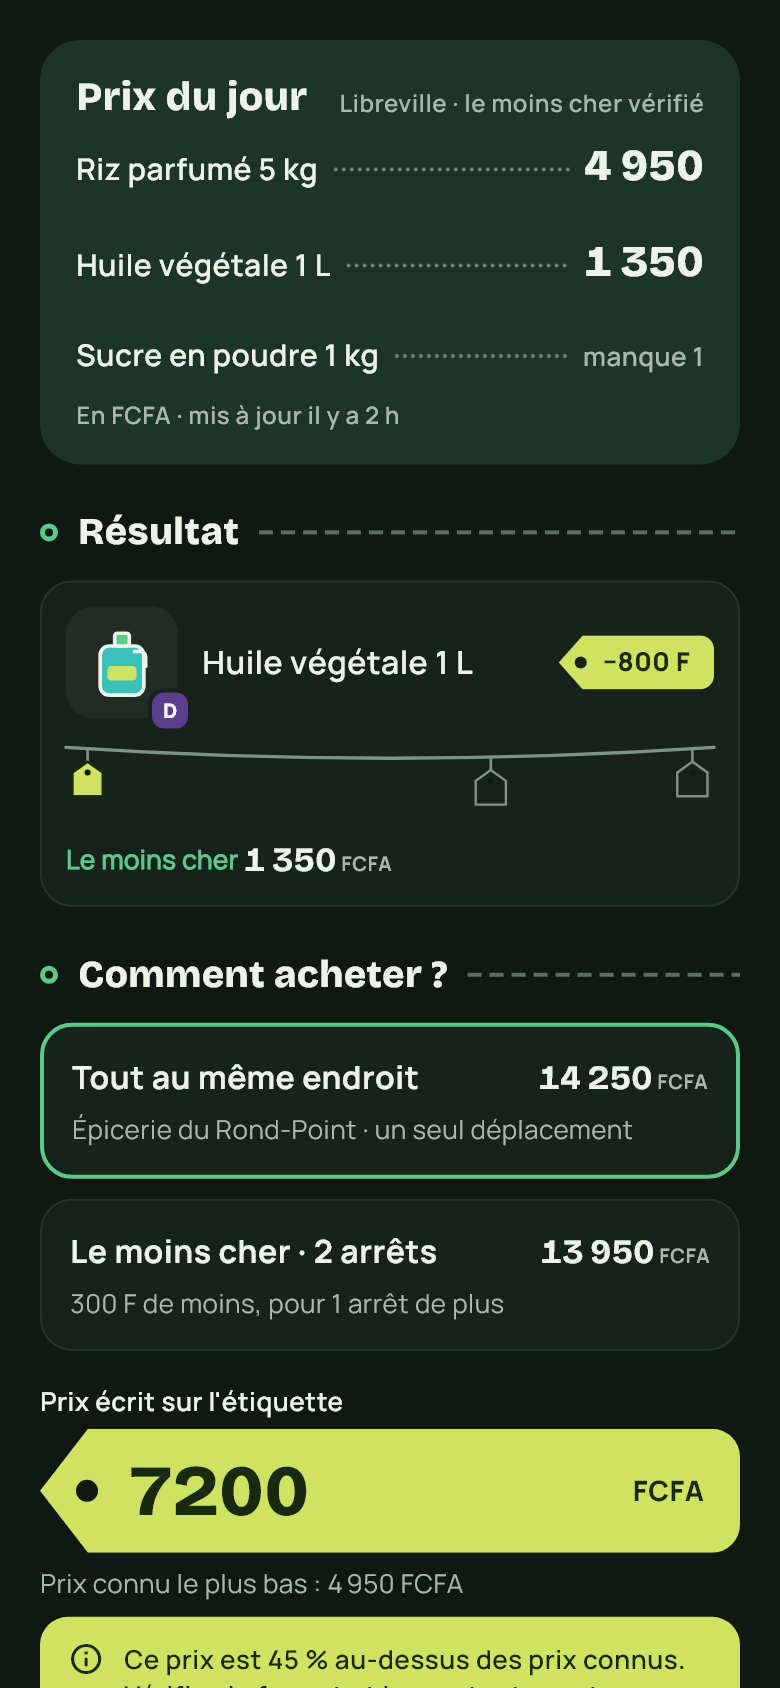 Prix du jour
Libreville · le moins cher vérifié
Riz parfumé 5 kg 4 950
Huile végétale 1 L 1 350
Sucre en poudre 1 kg manque 1
En FCFA · mis à jour il y a 2 h
Résultat
Huile végétale 1 L
−800 F
D
Le moins cher 1 350 FCFA
Comment acheter ?
Tout au même endroit 14 250 FCFA
Épicerie du Rond-Point · un seul déplacement
Le moins cher · 2 arrêts 13 950 FCFA
300 F de moins, pour 1 arrêt de plus
Prix écrit sur l'étiquette
7200 FCFA
Prix connu le plus bas : 4 950 FCFA
Ce prix est 45 % au-dessus des prix connus.